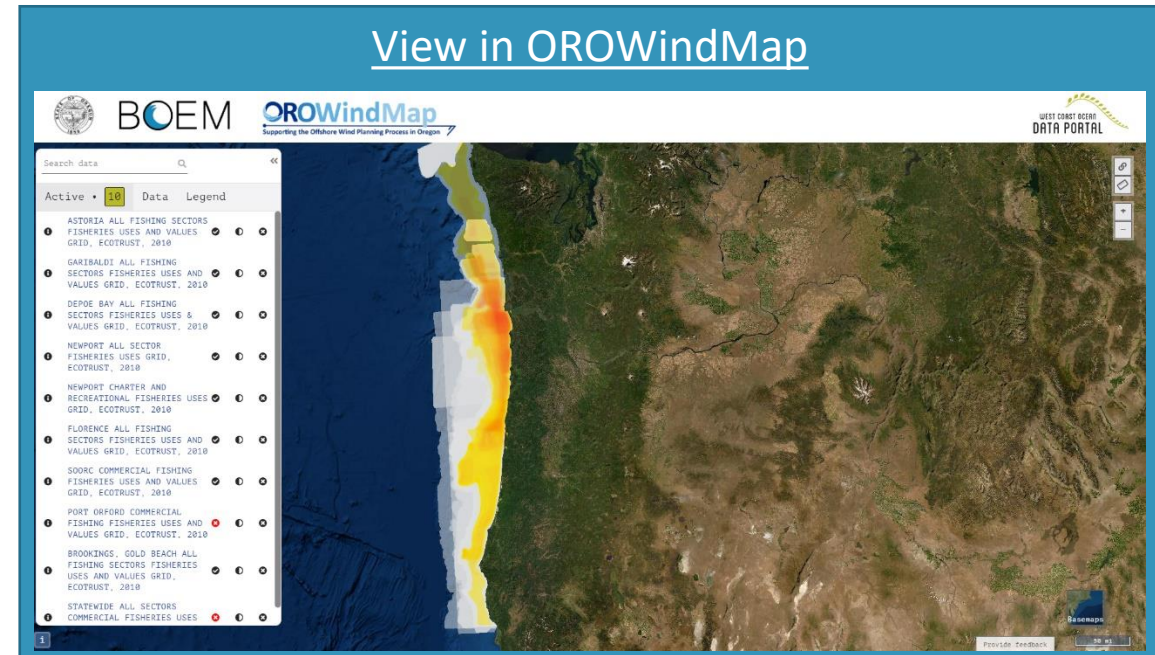 View in OROWindMap
BOEM
OROWindMap
Supporting the Offshore Wind Planning Process in Oregon
WEST COAST OCEAN
DATA PORTAL
Search data
«
Active • 10 Data Legend
ASTORIA ALL FISHING SECTORS
FISHERIES USES AND VALUES
GRID, ECOTRUST, 2010
GARIBALDI ALL FISHING
SECTORS FISHERIES USES AND
VALUES GRID, ECOTRUST, 2010
DEPOE BAY ALL FISHING
SECTORS FISHERIES USES &
VALUES GRID, ECOTRUST, 2010
NEWPORT ALL SECTOR
FISHERIES USES GRID,
ECOTRUST, 2010
NEWPORT CHARTER AND
RECREATIONAL FISHERIES USES
GRID, ECOTRUST, 2010
FLORENCE ALL FISHING
SECTORS FISHERIES USES AND
VALUES GRID, ECOTRUST, 2010
SOORC COMMERCIAL FISHING
FISHERIES USES AND VALUES
GRID, ECOTRUST, 2010
PORT ORFORD COMMERCIAL
FISHING FISHERIES USES AND
VALUES GRID, ECOTRUST, 2010
BROOKINGS, GOLD BEACH ALL
FISHING SECTORS FISHERIES
USES AND VALUES GRID,
ECOTRUST, 2010
STATEWIDE ALL SECTORS
COMMERCIAL FISHERIES USES
+
−
Basemaps
Provide feedback
50 mi